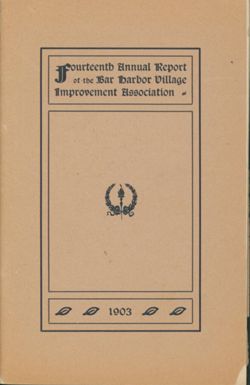 Fourteenth Annual Report
of the Bar Harbor Village
Improvement Association
1903